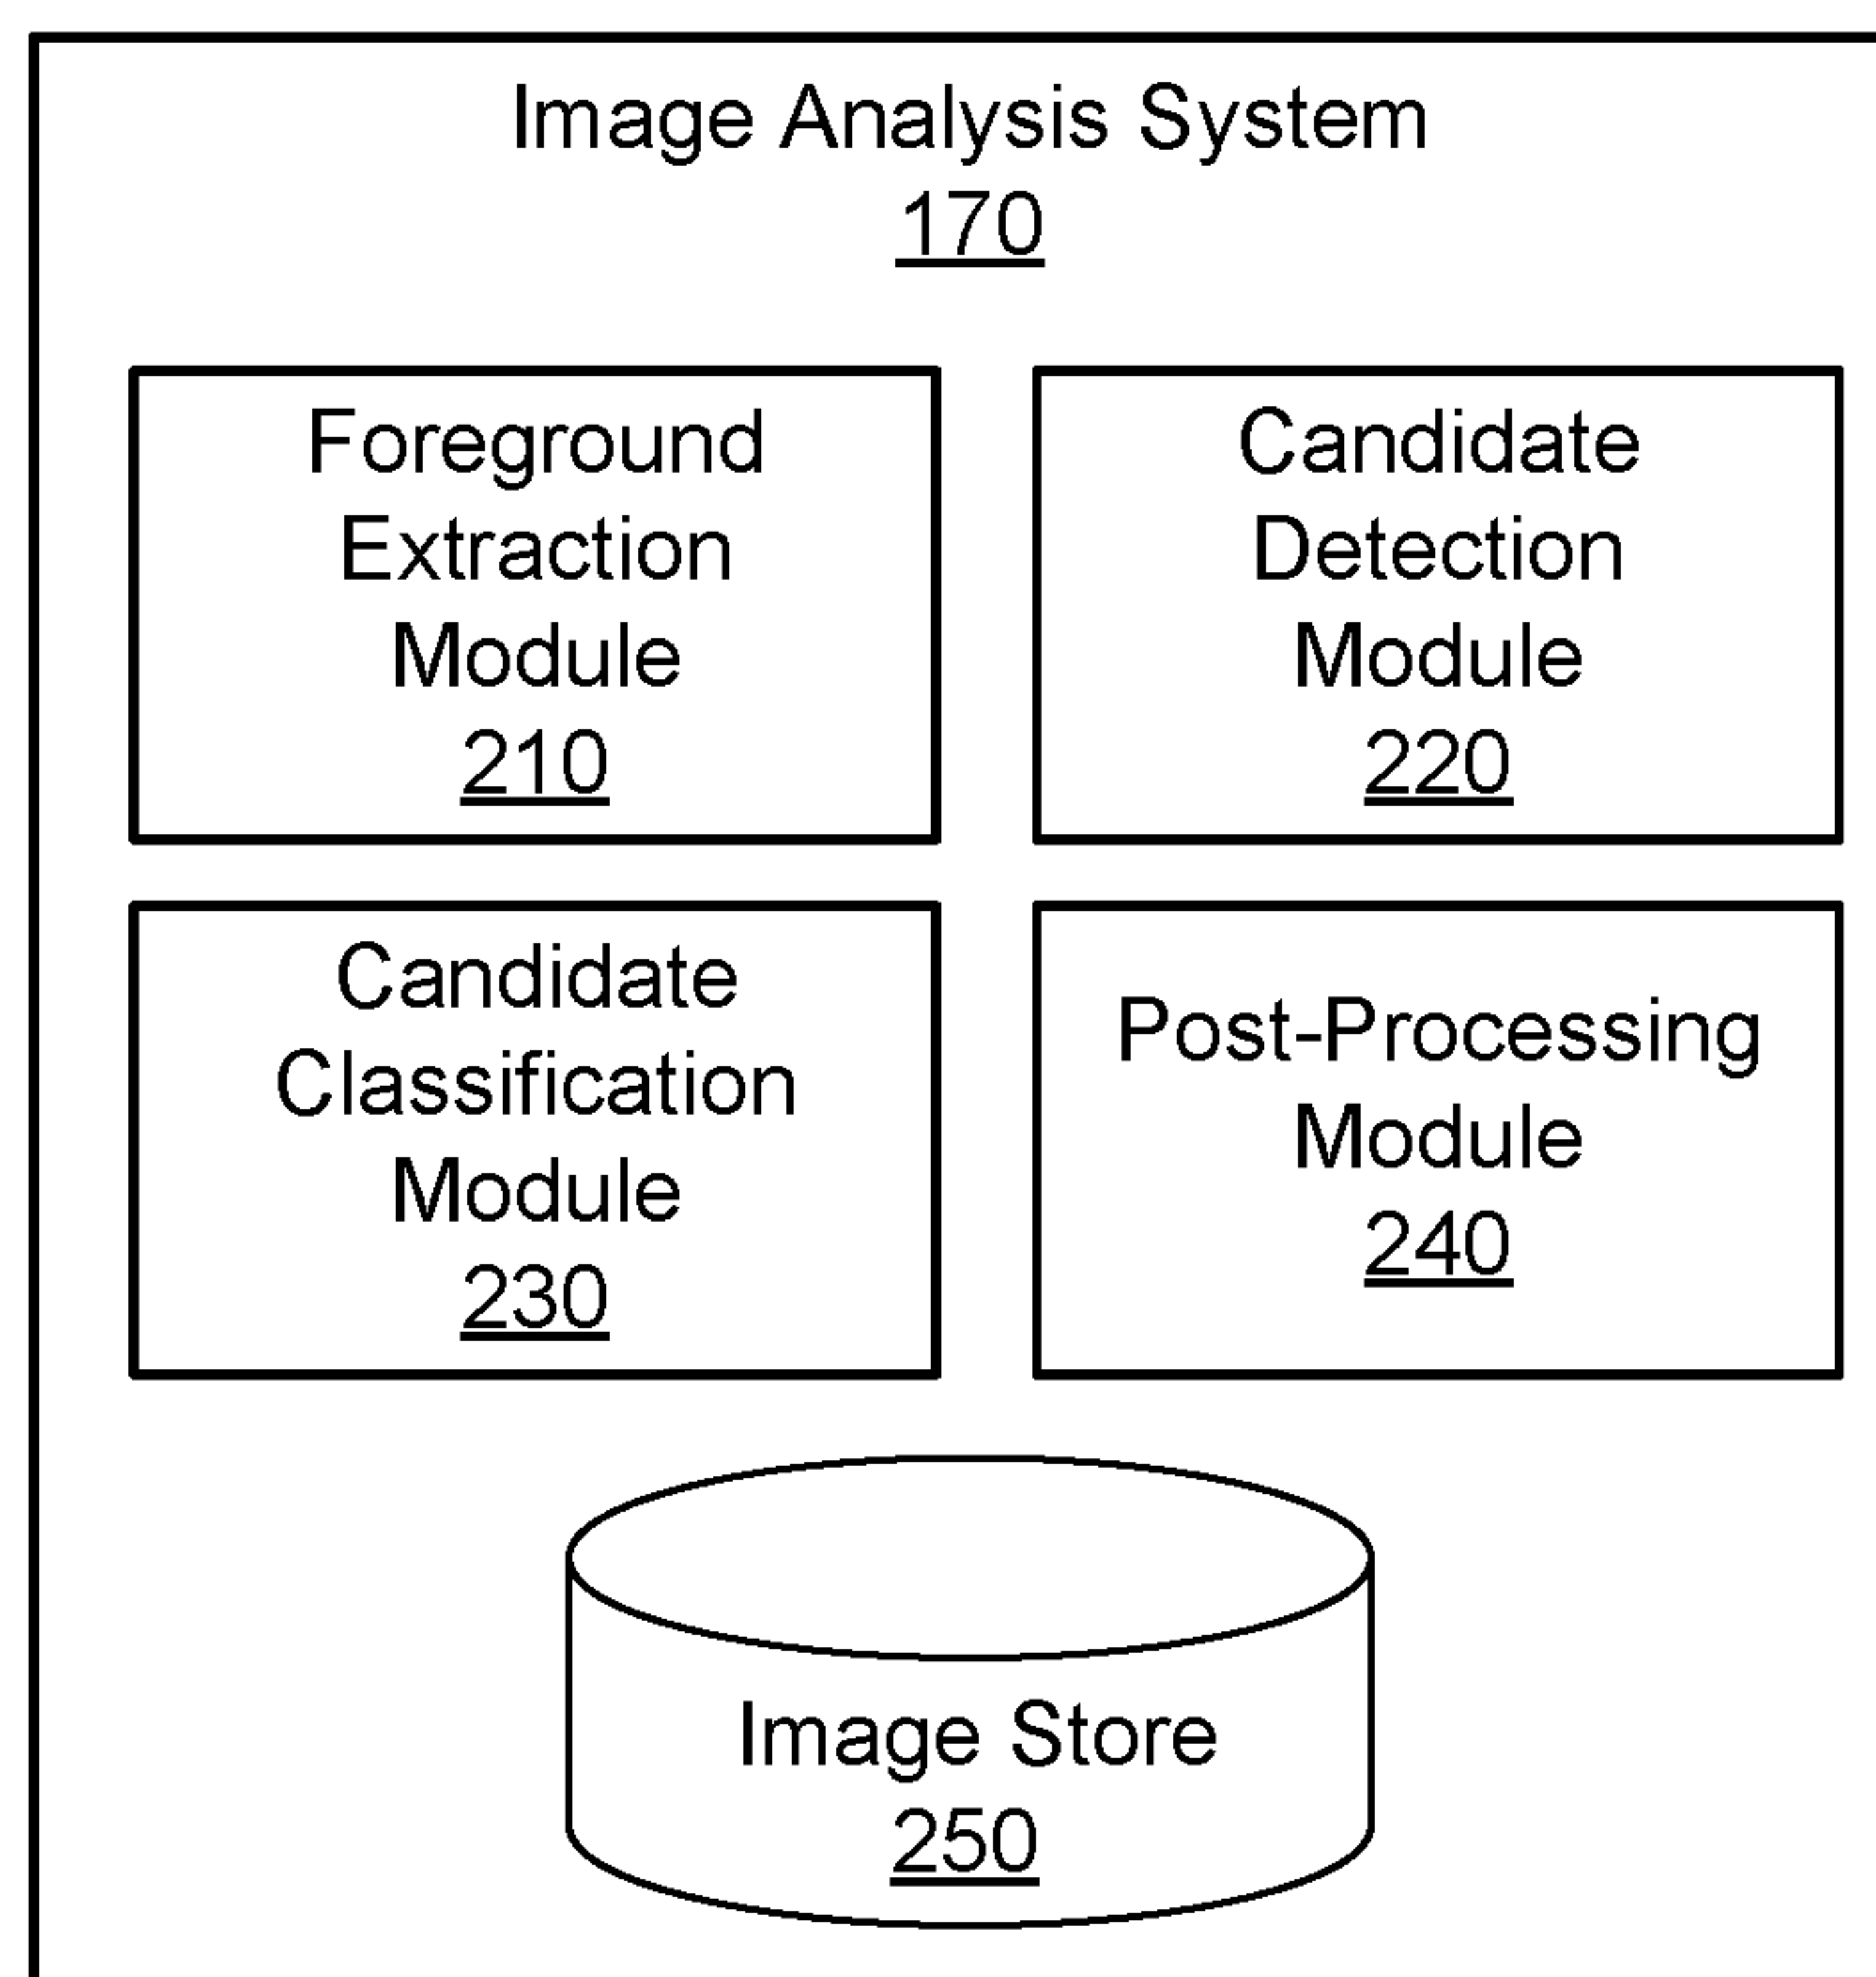 Image Analysis System
170
Foreground
Extraction
Module
210
Candidate
Detection
Module
220
Candidate
Classification
Module
230
Post-Processing
Module
240
Image Store
250